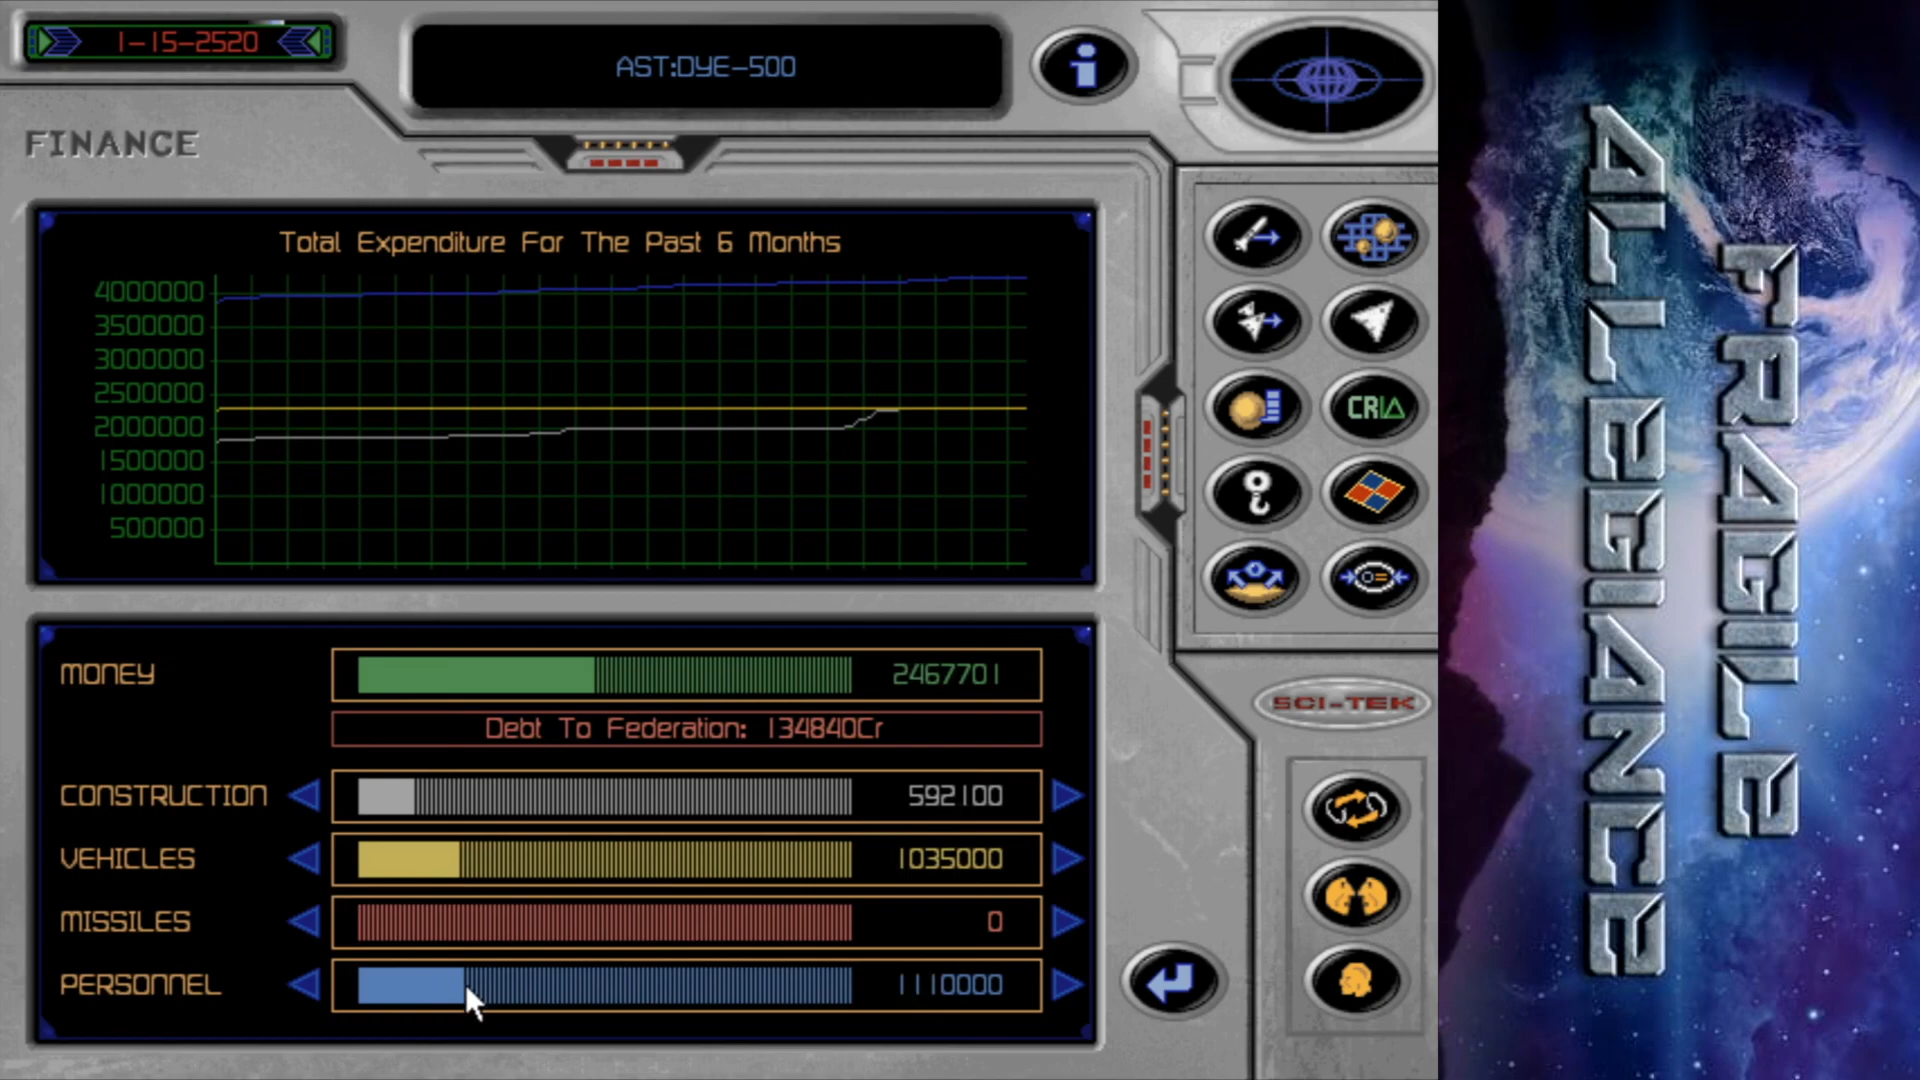 1-15-2520
AST:DYE-500
FINANCE
Total Expenditure For The Past 6 Months
4000000
3500000
3000000
2500000
2000000
1500000
1000000
500000
CRIA
MONEY 2467701
Debt To Federation: 134840Cr
CONSTRUCTION 592100
VEHICLES 1035000
MISSILES 0
PERSONNEL 1110000
SCI-TEK
FRAGILE
ALLEGIANCE